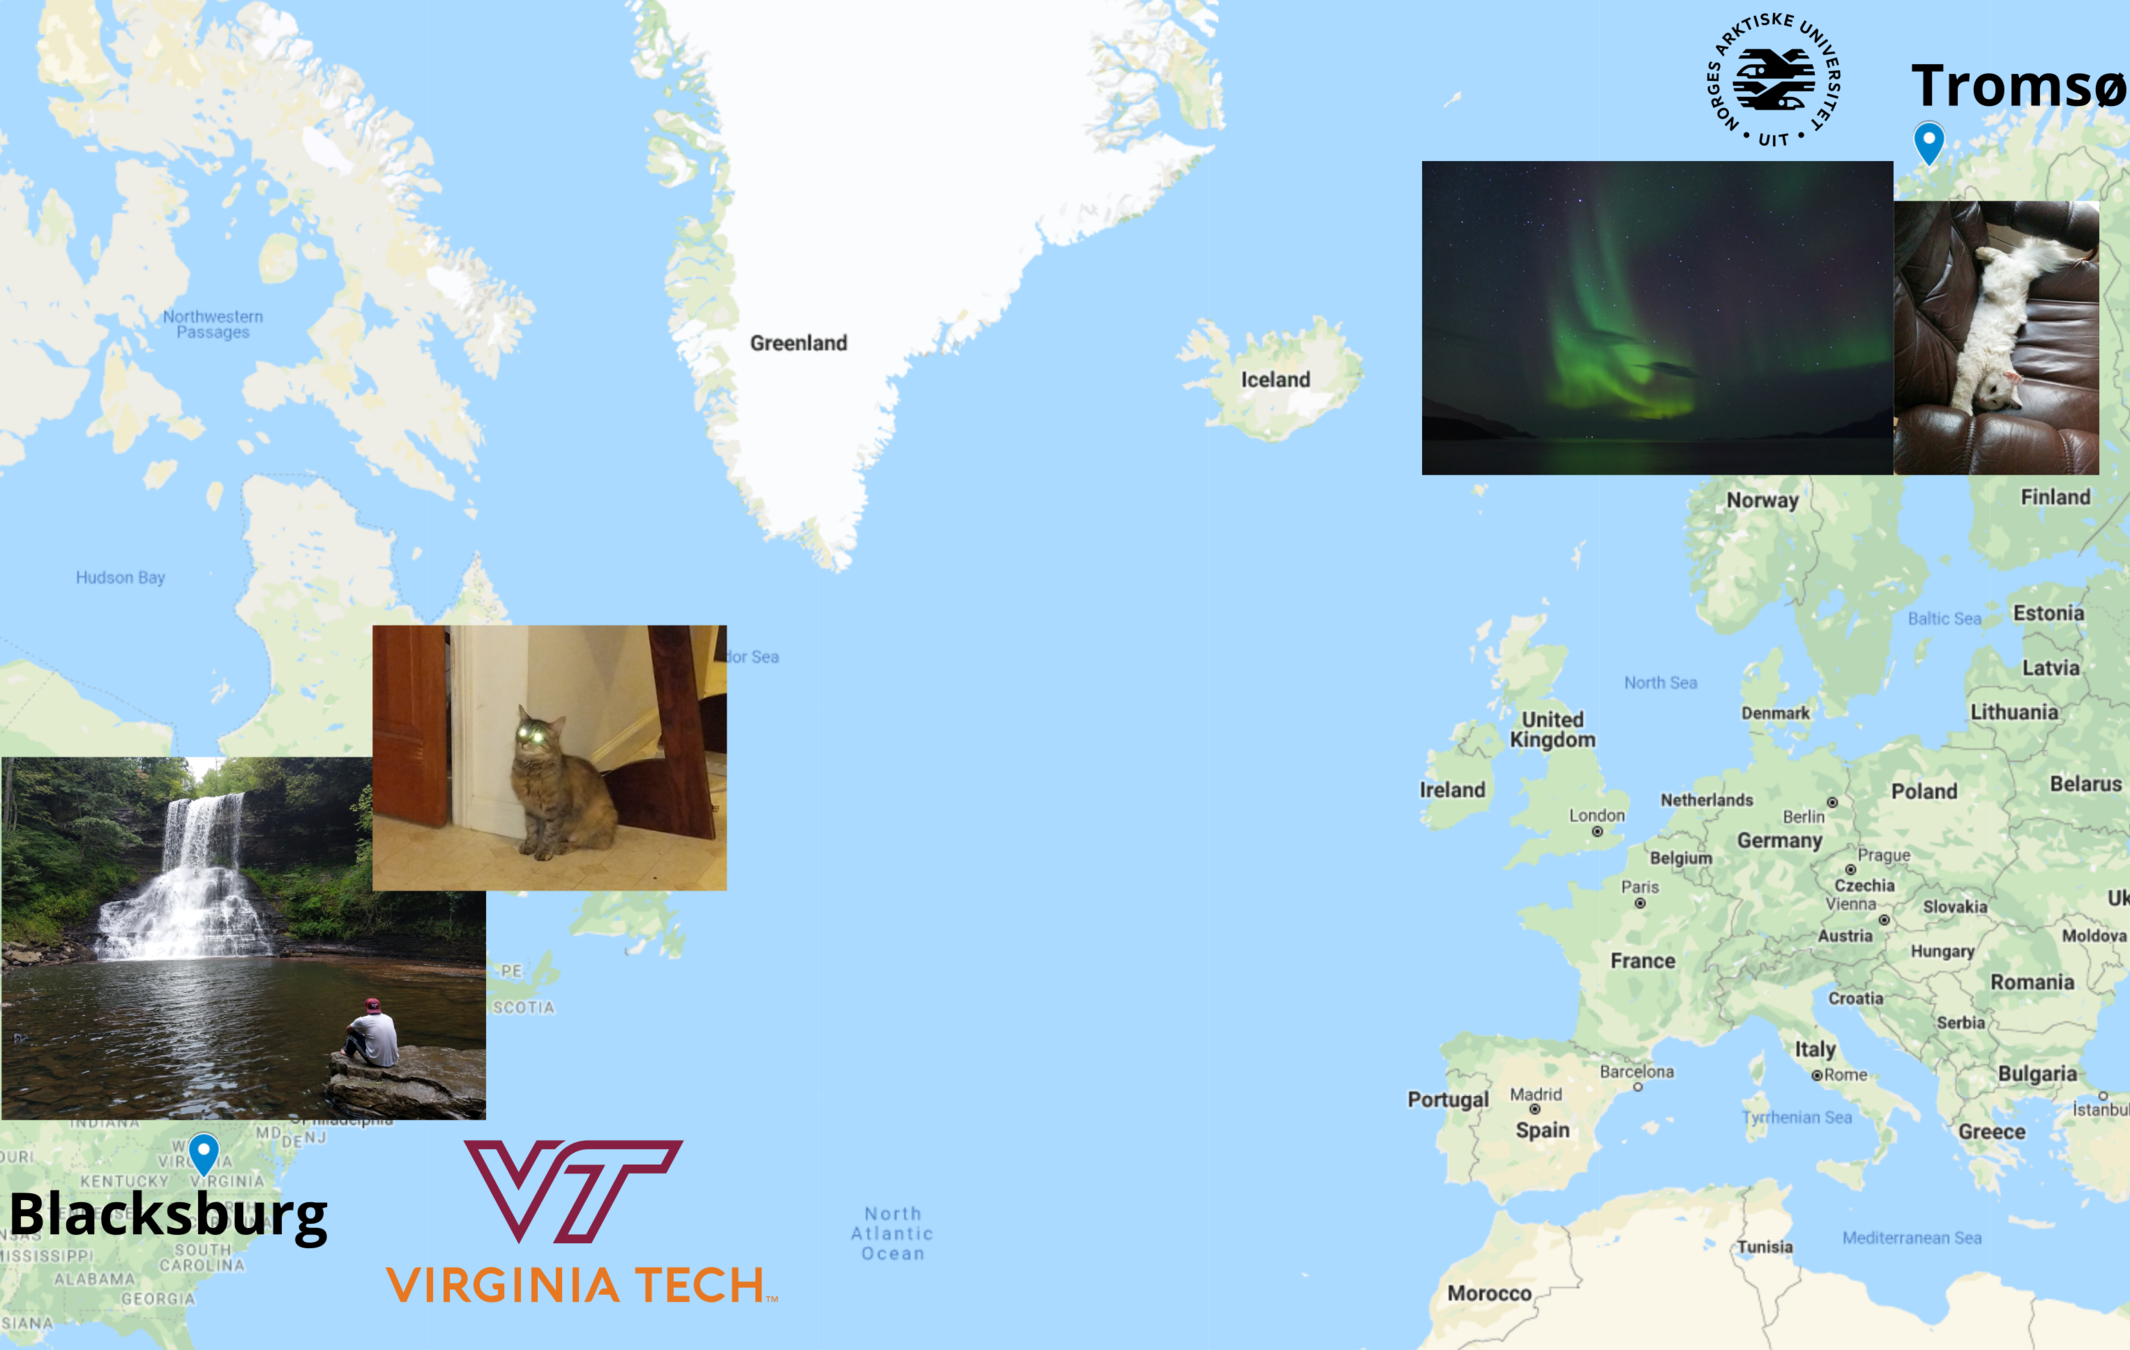 NORGES ARKTISKE UNIVERSITET
• UIT •
Tromsø
Northwestern
Passages
Greenland
Iceland
Norway
Finland
Hudson Bay
Baltic Sea
Estonia
dor Sea
Latvia
North Sea
Denmark
Lithuania
United
Kingdom
Ireland
Netherlands
Poland
Belarus
London
Berlin
Germany
Belgium
Prague
Paris
Czechia
Vienna
Slovakia
Uk
Austria
Moldova
Hungary
France
PE
Romania
SCOTIA
Croatia
Serbia
Italy
Barcelona
Rome
Bulgaria
Portugal
Madrid
Istanbul
Tyrrhenian Sea
Spain
Greece
INDIANA
Philadelphia
MD
DE
NJ
OURI
KENTUCKY
VIRGINIA
Blacksburg
VT
VIRGINIA TECH™
North
Atlantic
Ocean
MISSISSIPPI
SOUTH
CAROLINA
ALABAMA
GEORGIA
SIANA
Mediterranean Sea
Tunisia
Morocco